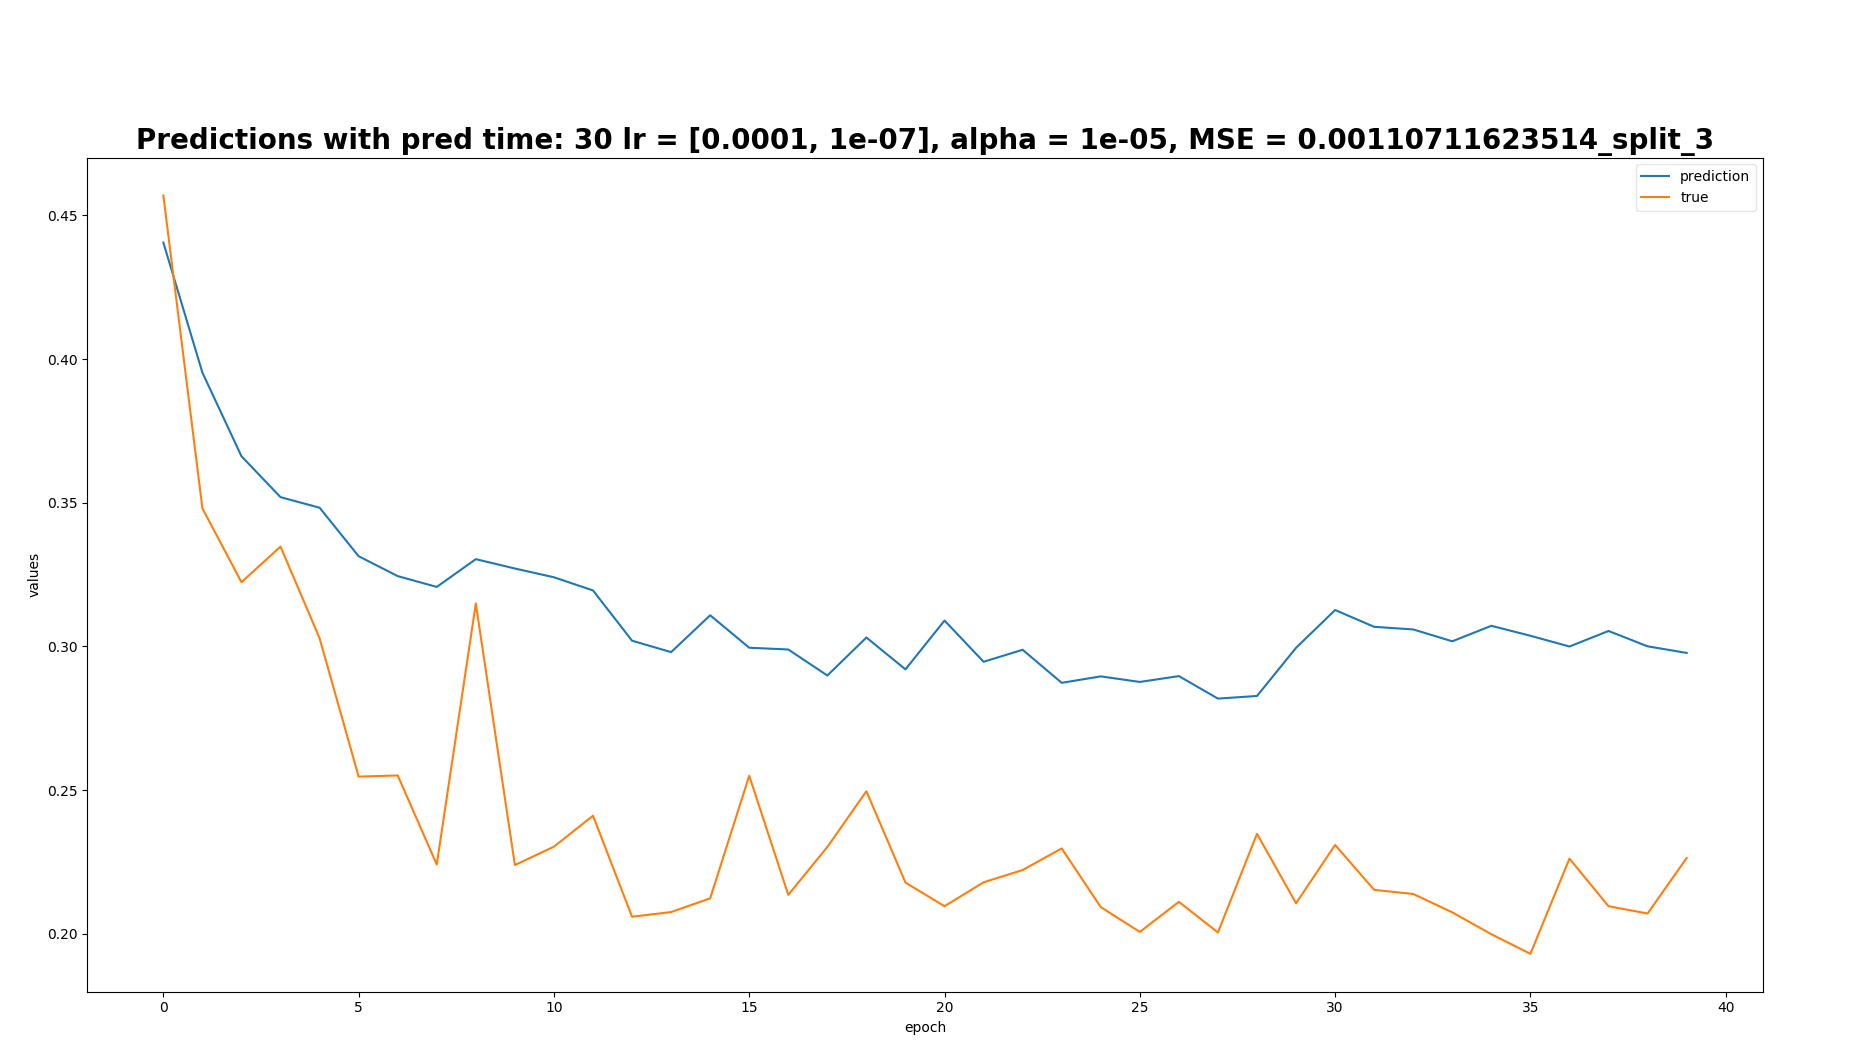 Predictions with pred time: 30 lr = [0.0001, 1e-07], alpha = 1e-05, MSE = 0.00110711623514_split_3
prediction
true
0.45
0.40
0.35
0.30
0.25
0.20
values
0 5 10 15 20 25 30 35 40
epoch